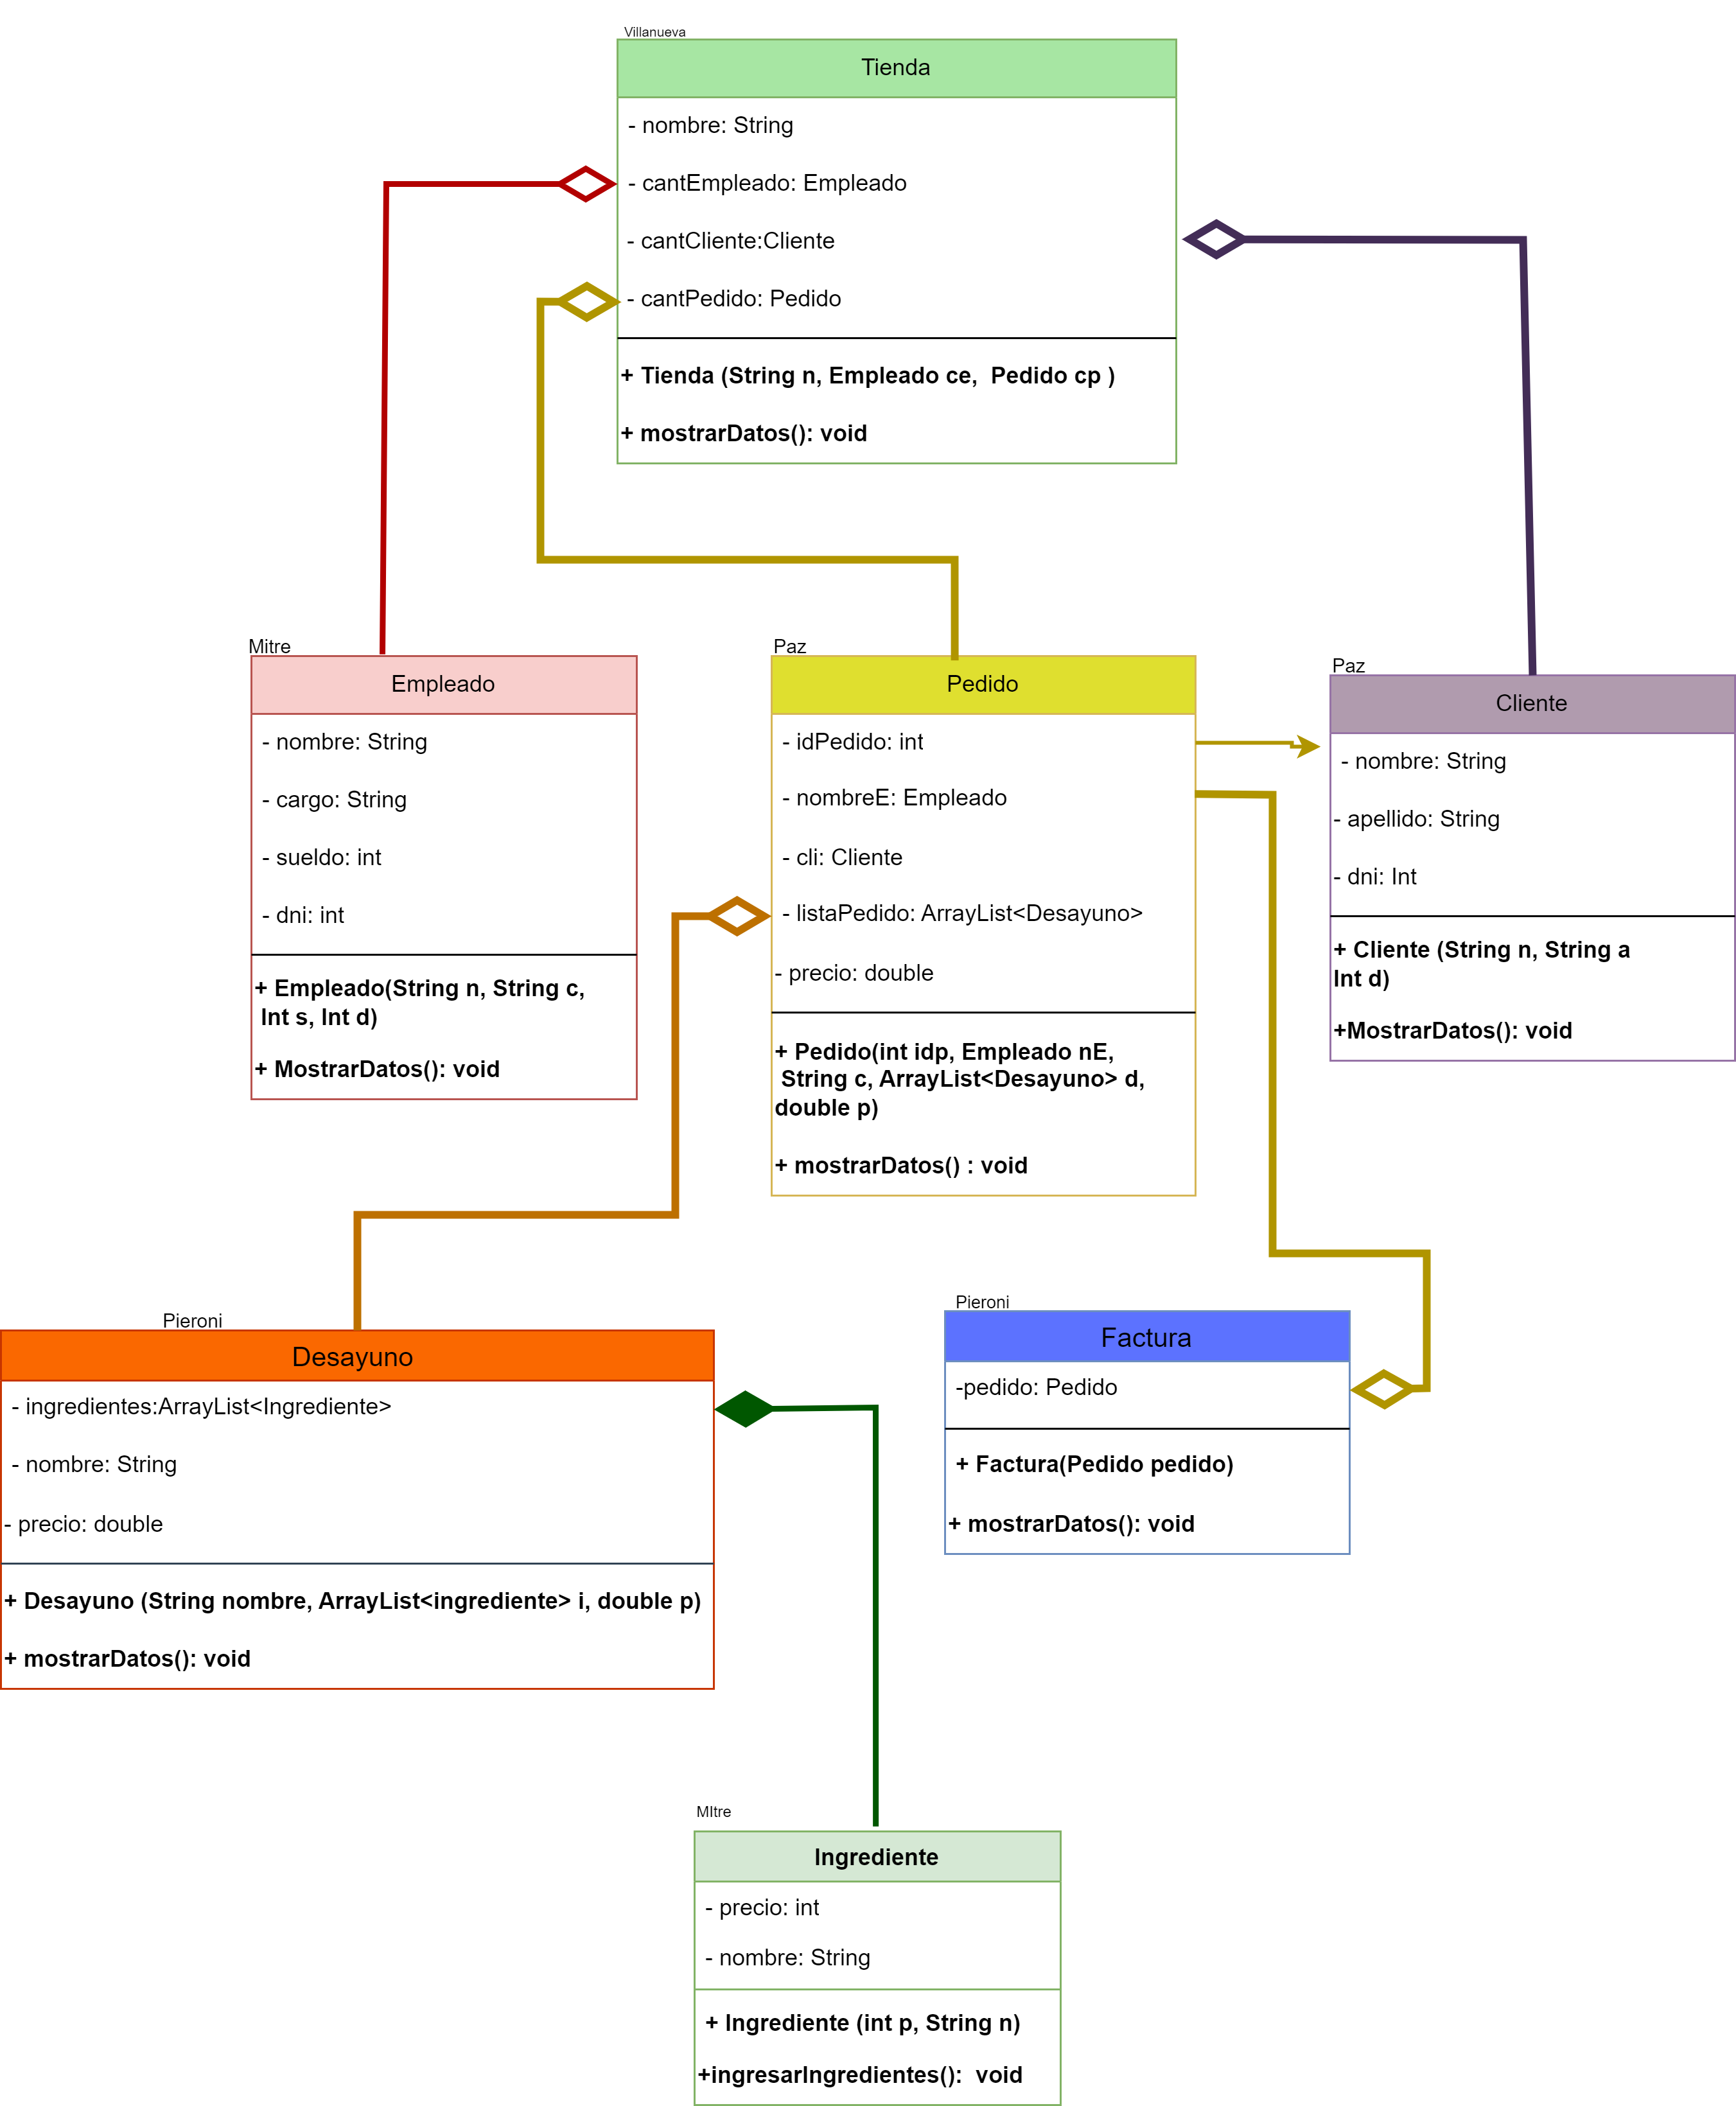 Villanueva
Tienda
- nombre: String
- cantEmpleado: Empleado
- cantCliente:Cliente
- cantPedido: Pedido
+ Tienda (String n, Empleado ce,  Pedido cp )
+ mostrarDatos(): void
Mitre
Empleado
- nombre: String
- cargo: String
- sueldo: int
- dni: int
+ Empleado(String n, String c,
Int s, Int d)
+ MostrarDatos(): void
Paz
Pedido
- idPedido: int
- nombreE: Empleado
- cli: Cliente
- listaPedido: ArrayList<Desayuno>
- precio: double
+ Pedido(int idp, Empleado nE,
String c, ArrayList<Desayuno> d,
double p)
+ mostrarDatos() : void
Paz
Cliente
- nombre: String
- apellido: String
- dni: Int
+ Cliente (String n, String a
Int d)
+MostrarDatos(): void
Pieroni
Desayuno
- ingredientes:ArrayList<Ingrediente>
- nombre: String
- precio: double
+ Desayuno (String nombre, ArrayList<ingrediente> i, double p)
+ mostrarDatos(): void
Pieroni
Factura
-pedido: Pedido
+ Factura(Pedido pedido)
+ mostrarDatos(): void
MItre
Ingrediente
- precio: int
- nombre: String
+ Ingrediente (int p, String n)
+ingresarIngredientes():  void